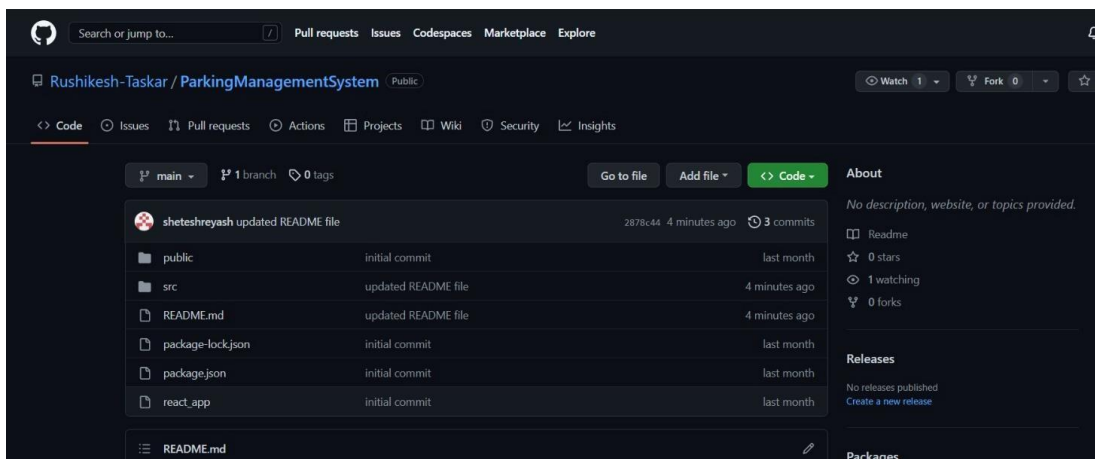 Search or jump to... / Pull requests Issues Codespaces Marketplace Explore
Rushikesh-Taskar / ParkingManagementSystem Public
Watch 1 Fork 0
<> Code Issues Pull requests Actions Projects Wiki Security Insights
main 1 branch 0 tags Go to file Add file <> Code
sheteshreyash updated README file 2878c44 4 minutes ago 3 commits
public initial commit last month
src updated README file 4 minutes ago
README.md updated README file 4 minutes ago
package-lock.json initial commit last month
package.json initial commit last month
react_app initial commit last month
README.md
About
No description, website, or topics provided.
Readme
0 stars
1 watching
0 forks
Releases
No releases published
Create a new release
Packages